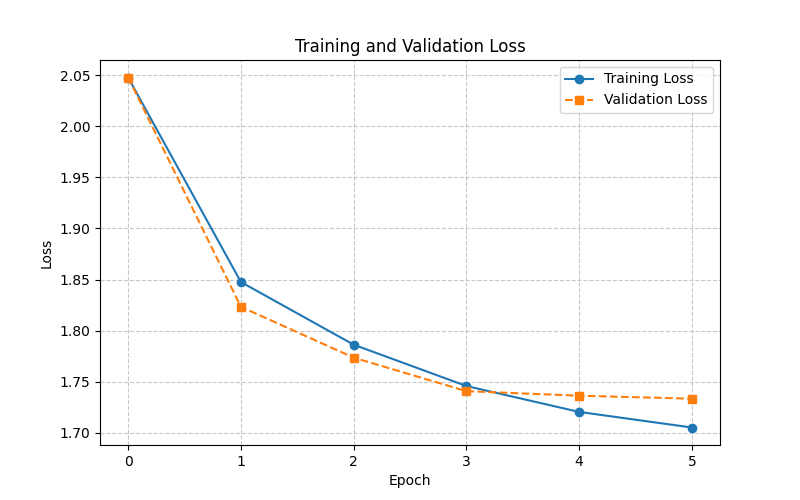 Training and Validation Loss
Training Loss
Validation Loss
2.05
2.00
1.95
1.90
1.85
1.80
1.75
1.70
Loss
0 1 2 3 4 5
Epoch